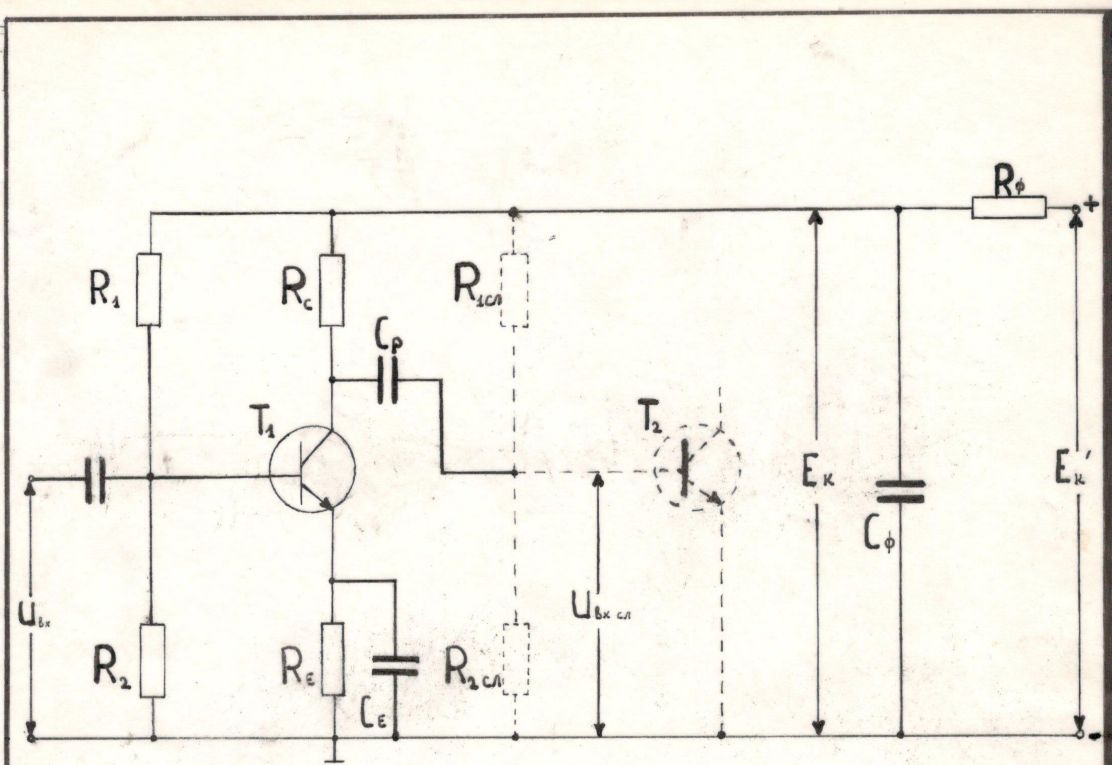 Rф
+
R₁
Rc
R₁сл
Cр
T₁
T₂
Eк
Eк'
Cф
Uвх
Uвх сл
R₂
RE
CE
R₂сл
-